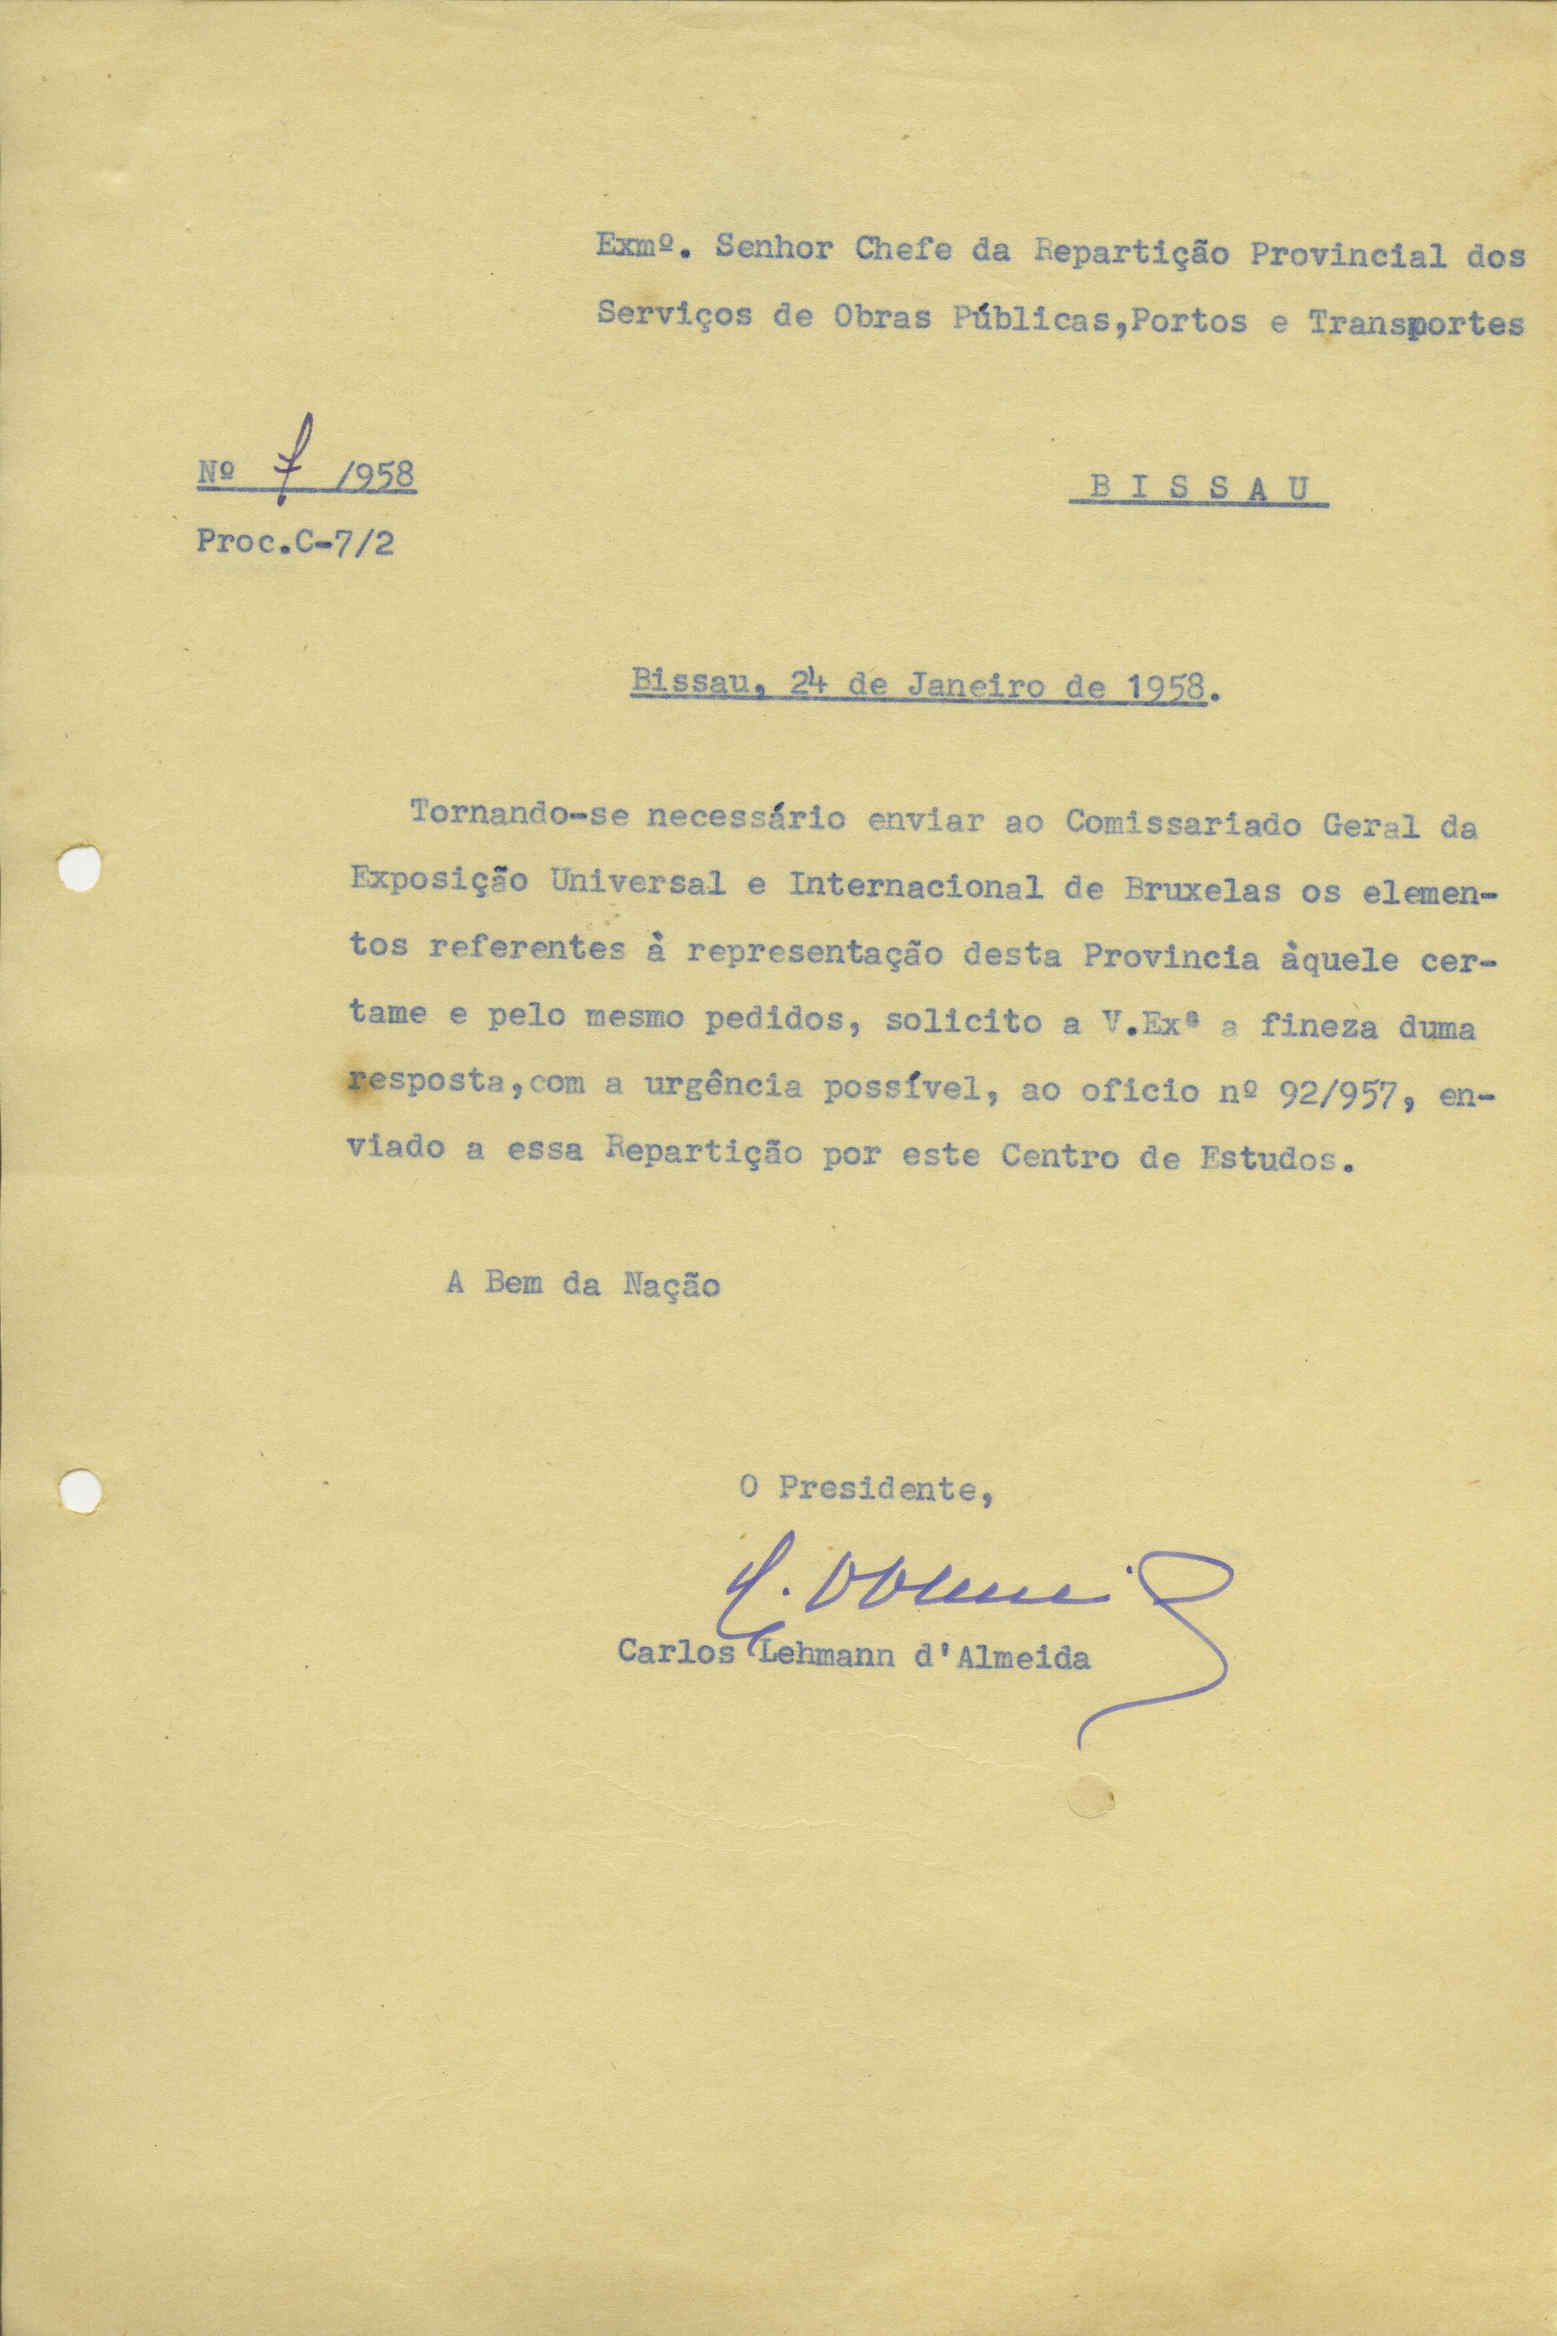 Exmº. Senhor Chefe da Repartição Provincial dos
Serviços de Obras Públicas,Portos e Transportes
Nº 7 /1958
B I S S A U
Proc.C-7/2
Bissau, 24 de Janeiro de 1958.
Tornando-se necessário enviar ao Comissariado Geral da
Exposição Universal e Internacional de Bruxelas os elemen-
tos referentes à representação desta Provincia àquele cer-
tame e pelo mesmo pedidos, solicito a V.Exª a fineza duma
resposta,com a urgência possível, ao oficio nº 92/957, en-
viado a essa Repartição por este Centro de Estudos.
A Bem da Nação
O Presidente,
Carlos Lehmann d'Almeida